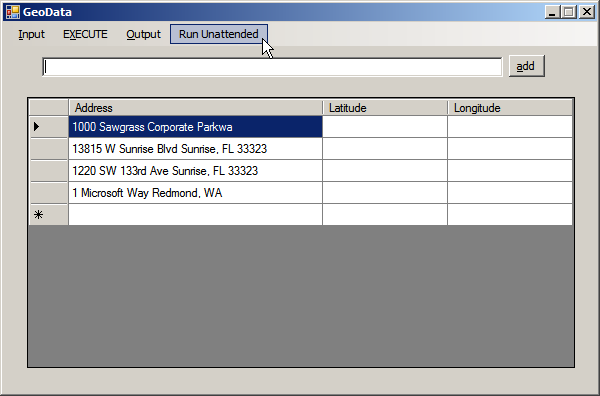 GeoData
Input EXECUTE Output Run Unattended
add
Address Latitude Longitude
1000 Sawgrass Corporate Parkwa
13815 W Sunrise Blvd Sunrise, FL 33323
1220 SW 133rd Ave Sunrise, FL 33323
1 Microsoft Way Redmond, WA